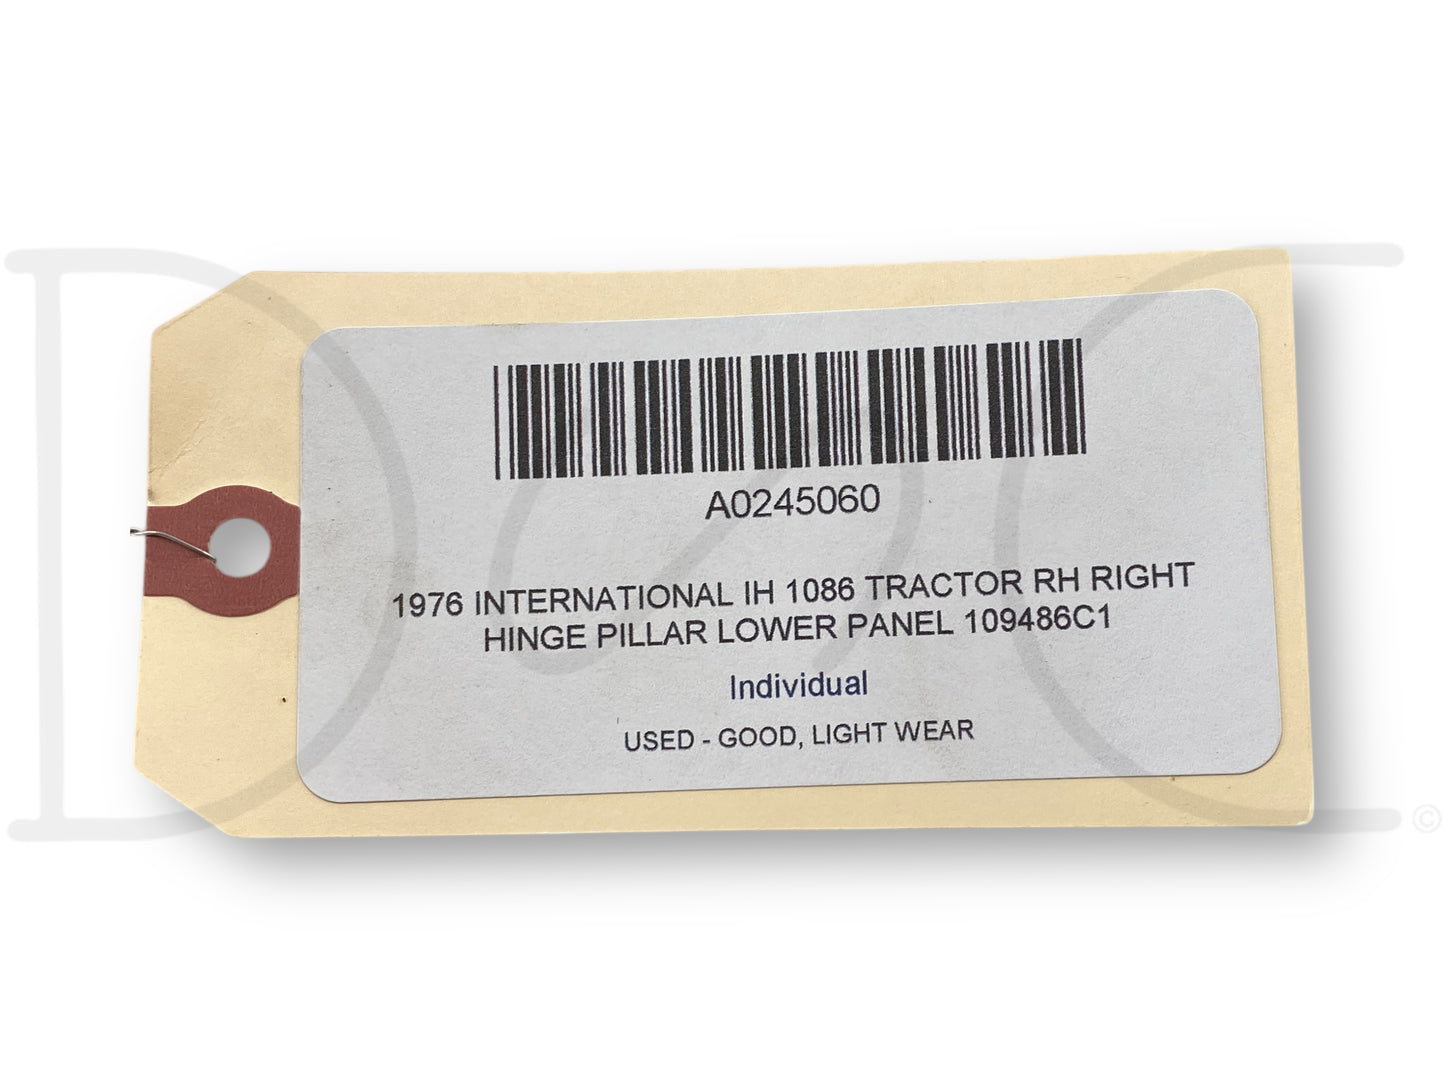 A0245060
1976 INTERNATIONAL IH 1086 TRACTOR RH RIGHT
HINGE PILLAR LOWER PANEL 109486C1
Individual
USED - GOOD, LIGHT WEAR
©